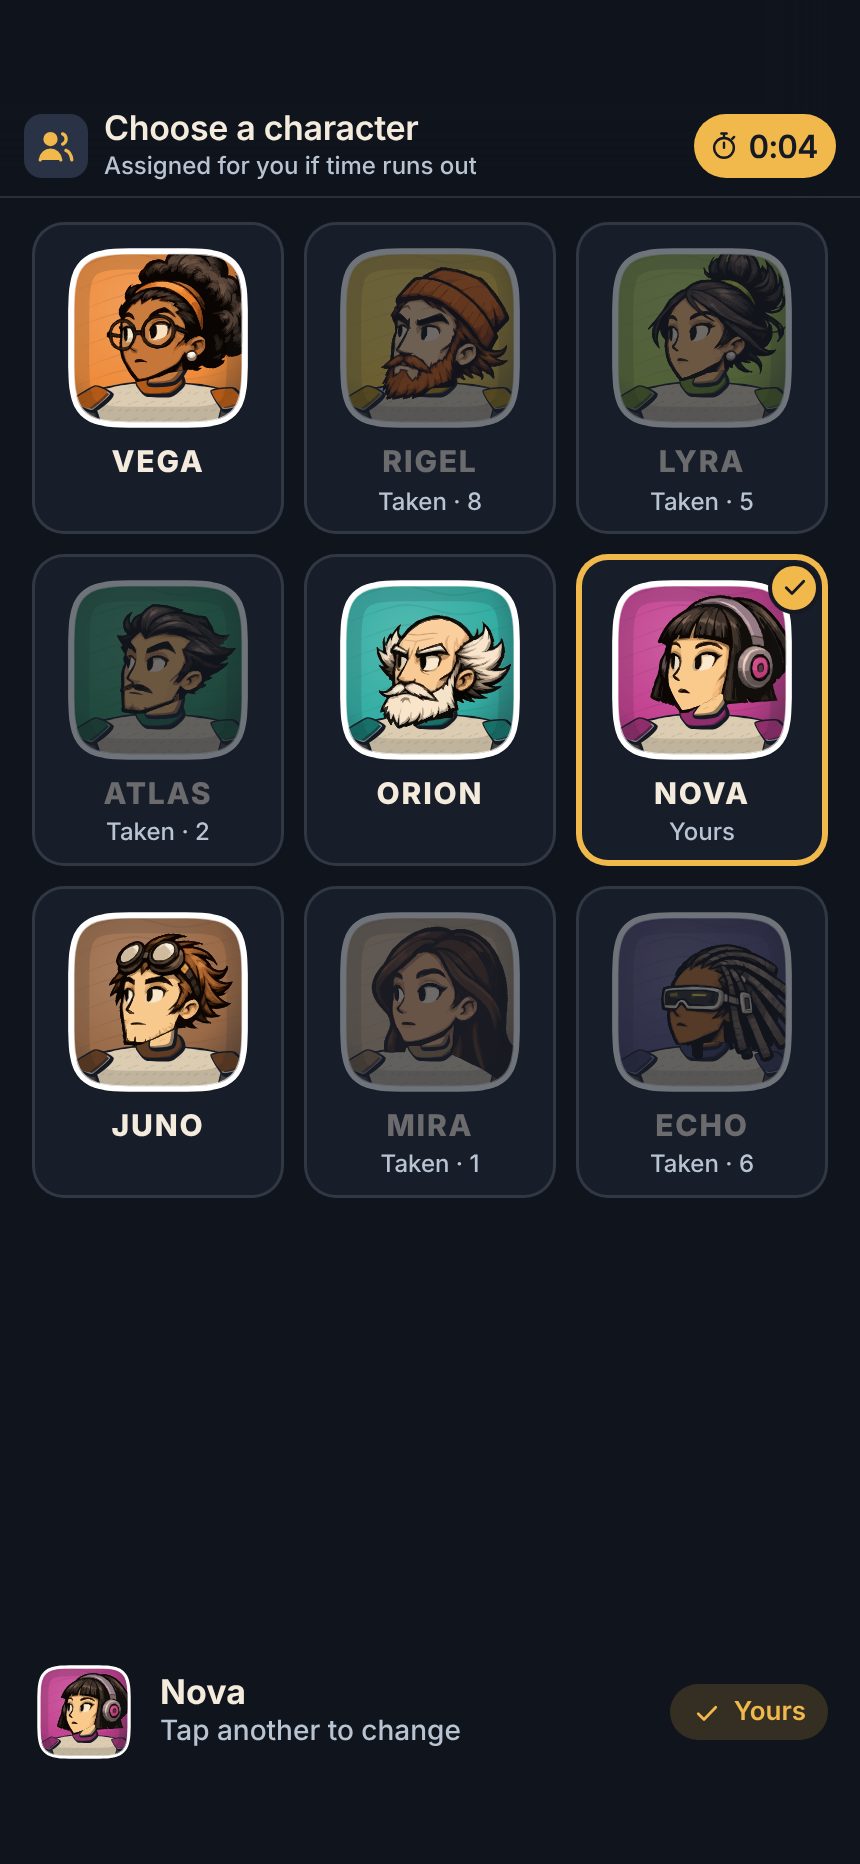 Choose a character
Assigned for you if time runs out
0:04
VEGA
RIGEL
Taken · 8
LYRA
Taken · 5
ATLAS
Taken · 2
ORION
NOVA
Yours
JUNO
MIRA
Taken · 1
ECHO
Taken · 6
Nova
Tap another to change
Yours